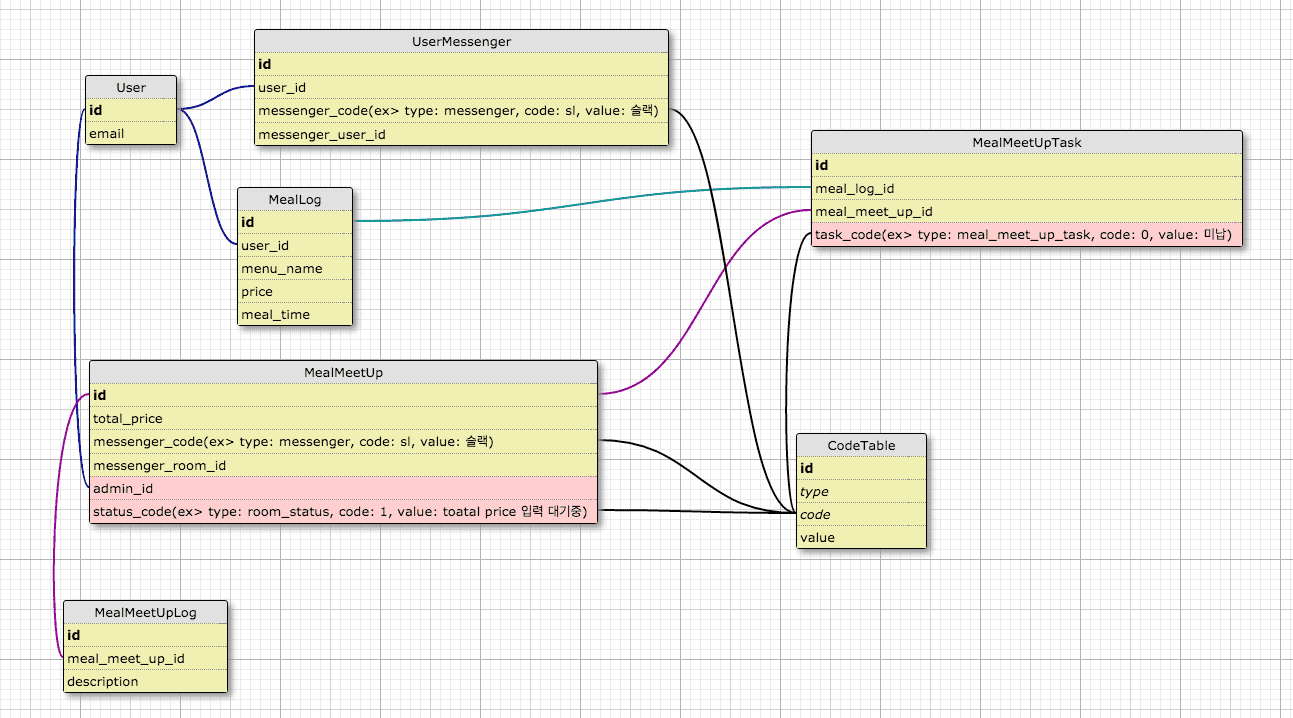 UserMessenger
id
user_id
messenger_code(ex> type: messenger, code: sl, value: 슬랙)
messenger_user_id
User
id
email
MealMeetUpTask
id
meal_log_id
meal_meet_up_id
task_code(ex> type: meal_meet_up_task, code: 0, value: 미납)
MealLog
id
user_id
menu_name
price
meal_time
MealMeetUp
id
total_price
messenger_code(ex> type: messenger, code: sl, value: 슬랙)
messenger_room_id
admin_id
status_code(ex> type: room_status, code: 1, value: toatal price 입력 대기중)
CodeTable
id
type
code
value
MealMeetUpLog
id
meal_meet_up_id
description